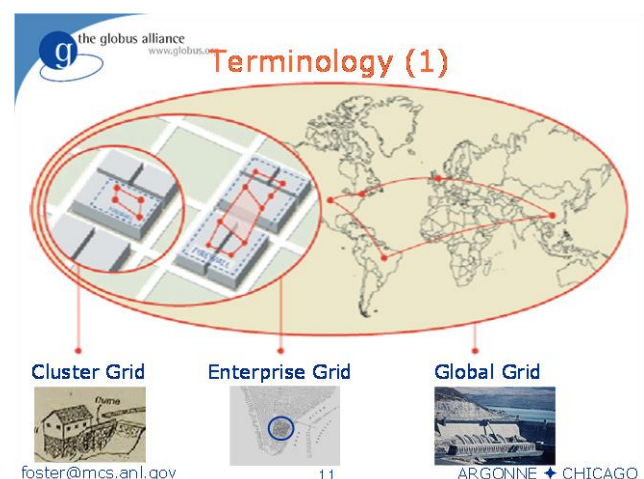 the globus alliance
www.globus.org
Terminology (1)
FIREWALL
Cluster Grid
Enterprise Grid
Global Grid
foster@mcs.anl.gov
11
ARGONNE ✦ CHICAGO